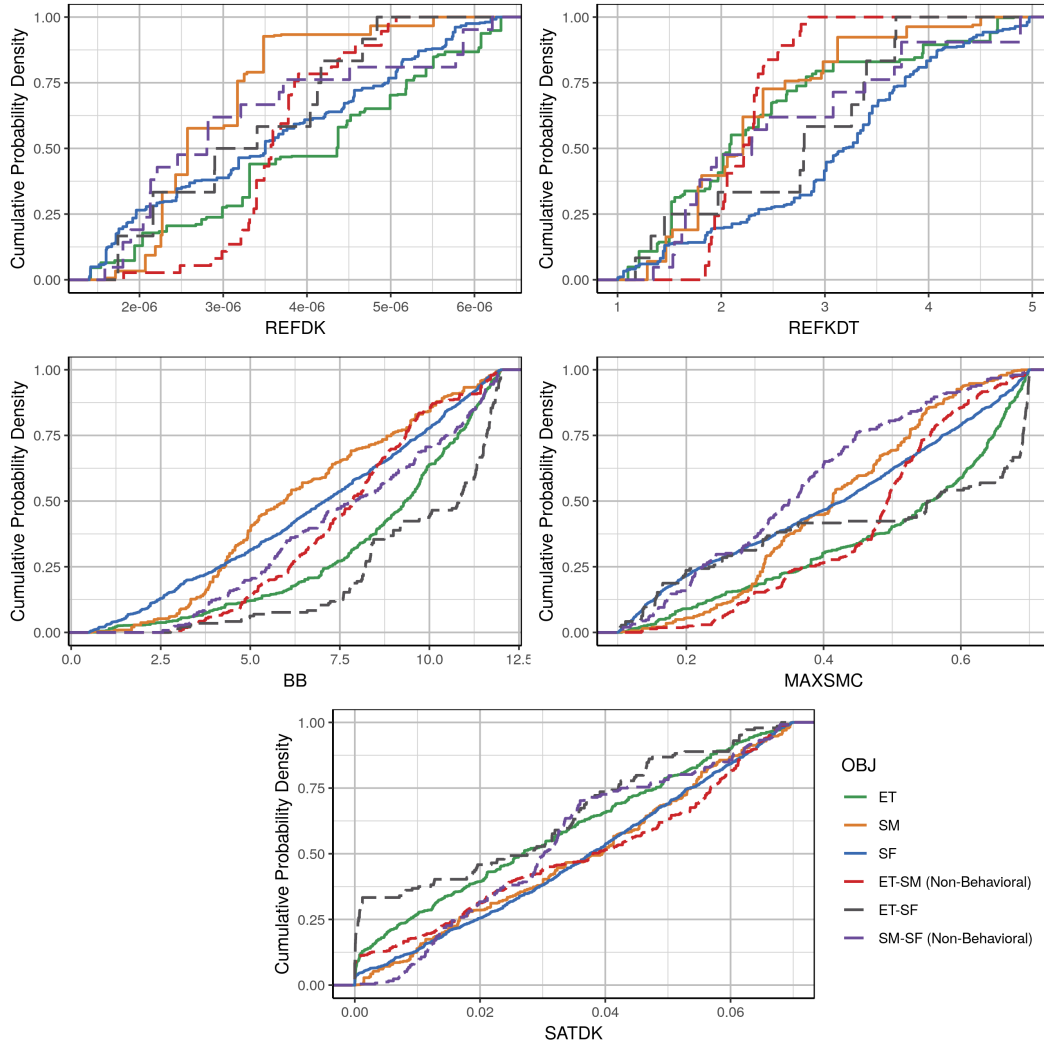 Cumulative Probability Density
1.00
0.75
0.50
0.25
0.00
2e-06 3e-06 4e-06 5e-06 6e-06
REFDK
Cumulative Probability Density
1.00
0.75
0.50
0.25
0.00
1 2 3 4 5
REFKDT
Cumulative Probability Density
1.00
0.75
0.50
0.25
0.00
0.0 2.5 5.0 7.5 10.0 12.5
BB
Cumulative Probability Density
1.00
0.75
0.50
0.25
0.00
0.2 0.4 0.6
MAXSMC
Cumulative Probability Density
1.00
0.75
0.50
0.25
0.00
0.00 0.02 0.04 0.06
SATDK
OBJ
ET
SM
SF
ET-SM (Non-Behavioral)
ET-SF
SM-SF (Non-Behavioral)